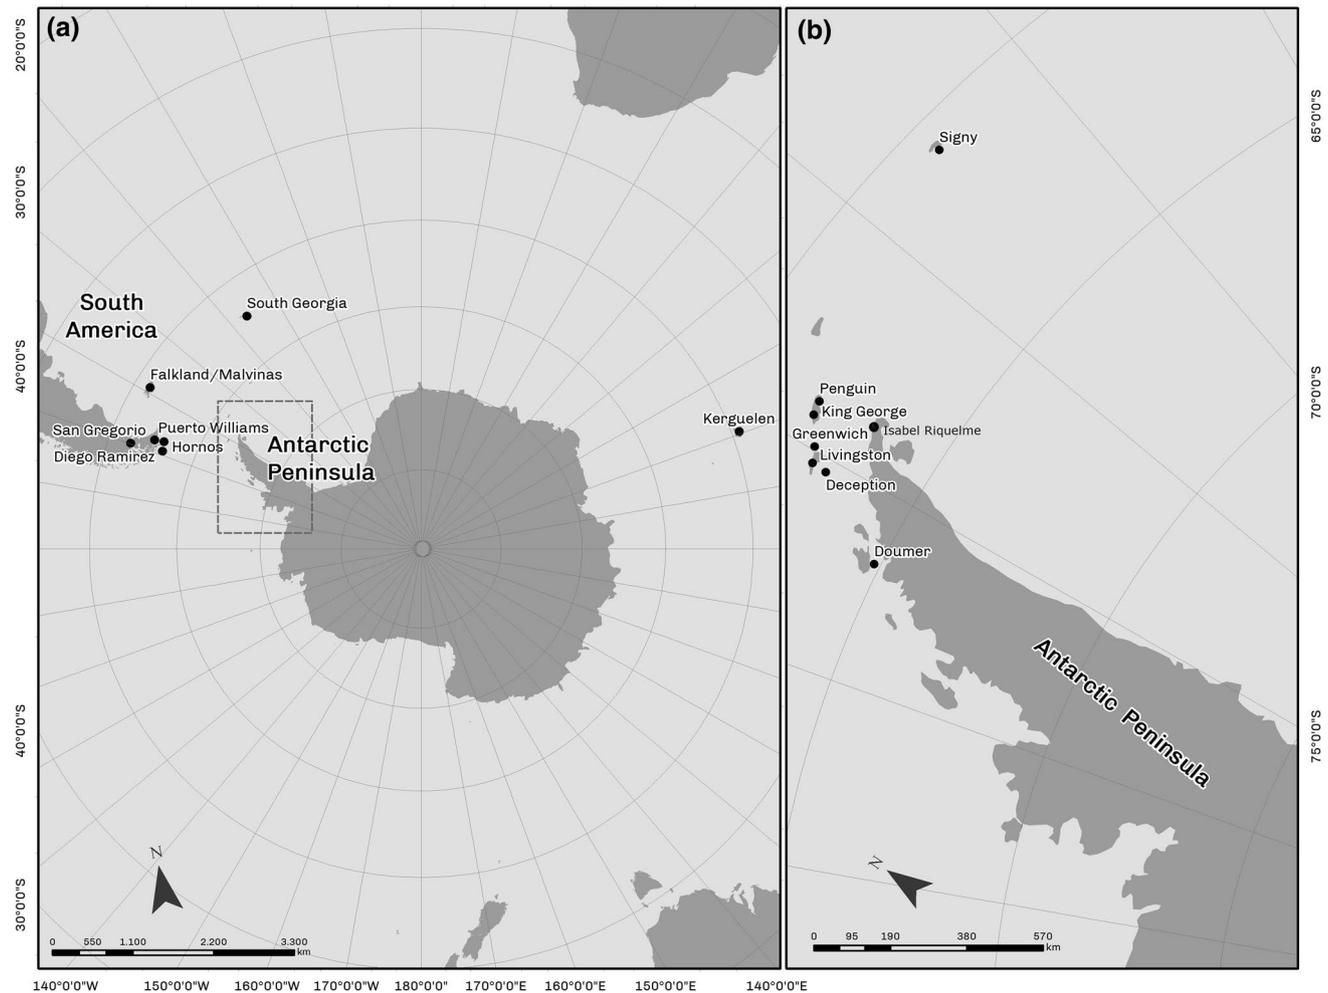 (a)
(b)
20°0'0"S
30°0'0"S
40°0'0"S
40°0'0"S
30°0'0"S
South
America
South Georgia
Falkland/Malvinas
San Gregorio
Puerto Williams
Hornos
Diego Ramirez
Antarctic
Peninsula
Kerguelen
N
0 550 1.100 2.200 3.300
km
140°0'0"W 150°0'0"W 160°0'0"W 170°0'0"W 180°0'0" 170°0'0"E 160°0'0"E 150°0'0"E 140°0'0"E
Signy
Penguin
King George
Isabel Riquelme
Greenwich
Livingston
Deception
Doumer
Antarctic Peninsula
N
0 95 190 380 570
km
65°0'0"S
70°0'0"S
75°0'0"S